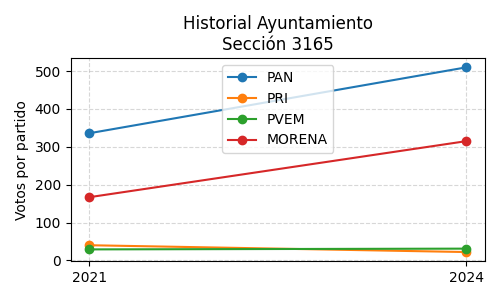 Historial Ayuntamiento
Sección 3165
Votos por partido
500
400
300
200
100
0
PAN
PRI
PVEM
MORENA
2021
2024